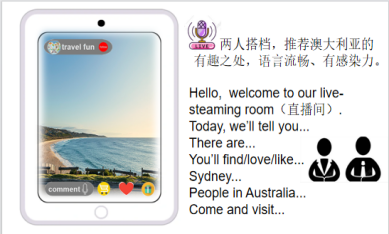 travel fun
comment
LIVE
两人搭档，推荐澳大利亚的
有趣之处，语言流畅、有感染力。
Hello, welcome to our live-
steaming room（直播间）.
Today, we'll tell you...
There are...
You'll find/love/like...
Sydney...
People in Australia...
Come and visit...